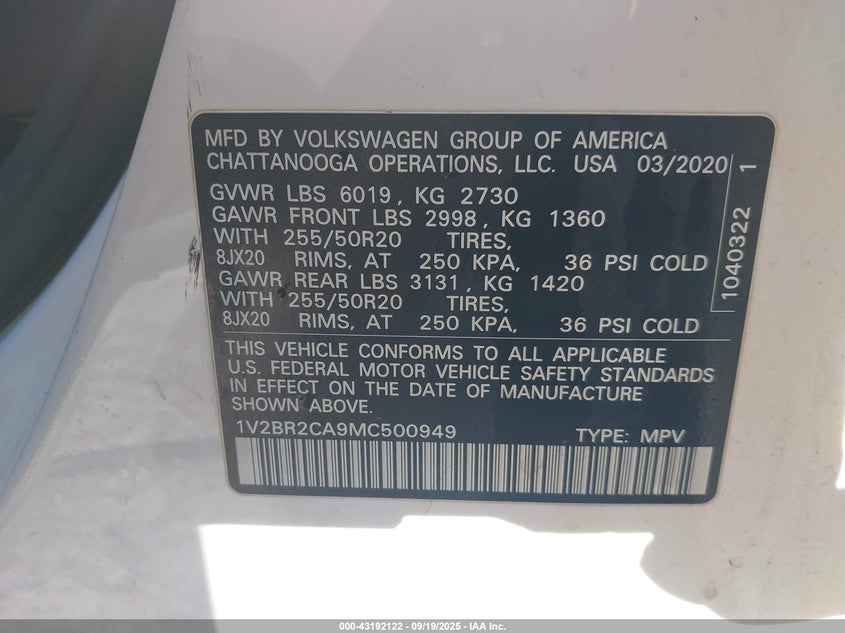 MFD BY VOLKSWAGEN GROUP OF AMERICA
CHATTANOOGA OPERATIONS, LLC. USA 03/2020
GVWR LBS 6019, KG 2730
GAWR FRONT LBS 2998, KG 1360
WITH 255/50R20 TIRES,
8JX20 RIMS, AT 250 KPA, 36 PSI COLD
GAWR REAR LBS 3131, KG 1420
WITH 255/50R20 TIRES,
8JX20 RIMS, AT 250 KPA, 36 PSI COLD
1040322 1
THIS VEHICLE CONFORMS TO ALL APPLICABLE
U.S. FEDERAL MOTOR VEHICLE SAFETY STANDARDS
IN EFFECT ON THE DATE OF MANUFACTURE
SHOWN ABOVE.
1V2BR2CA9MC500949 TYPE: MPV
000-43192122 - 09/19/2025 - IAA Inc.